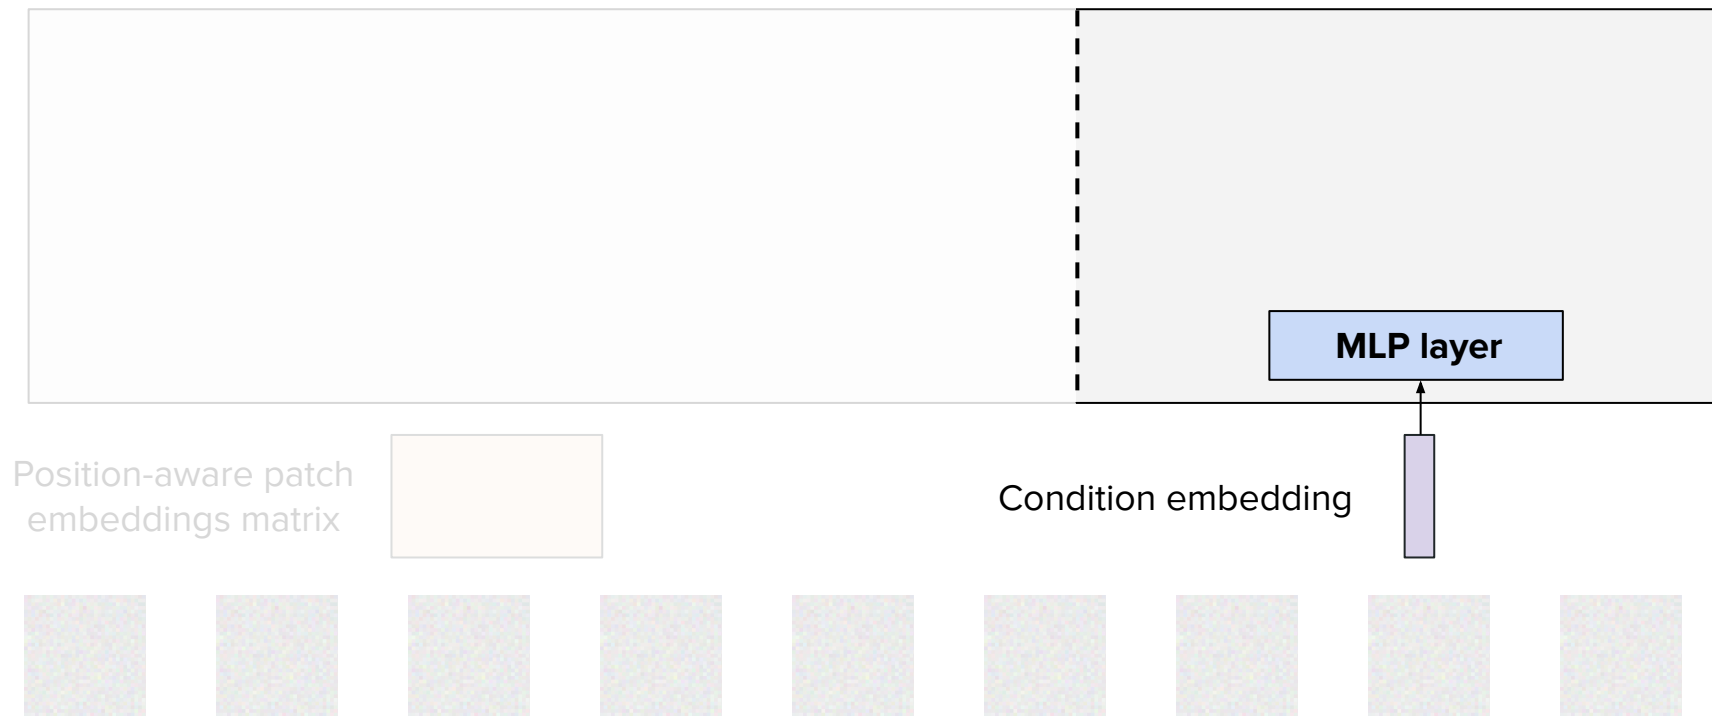 MLP layer
Position-aware patch
embeddings matrix
Condition embedding